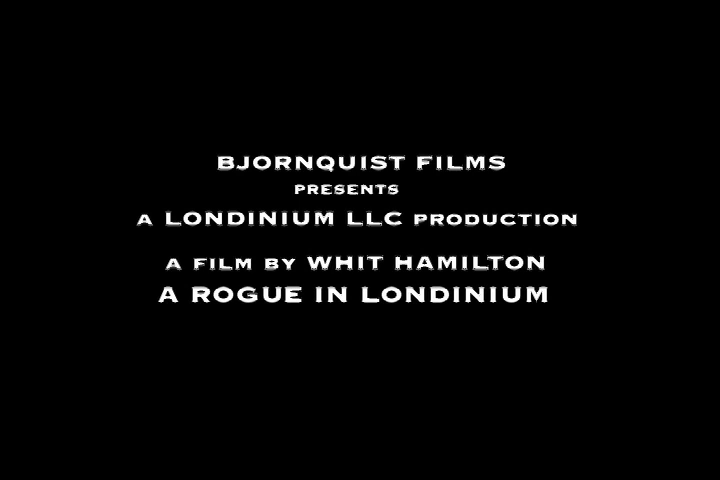 BJORNQUIST FILMS
PRESENTS
A LONDINIUM LLC PRODUCTION
A FILM BY WHIT HAMILTON
A ROGUE IN LONDINIUM